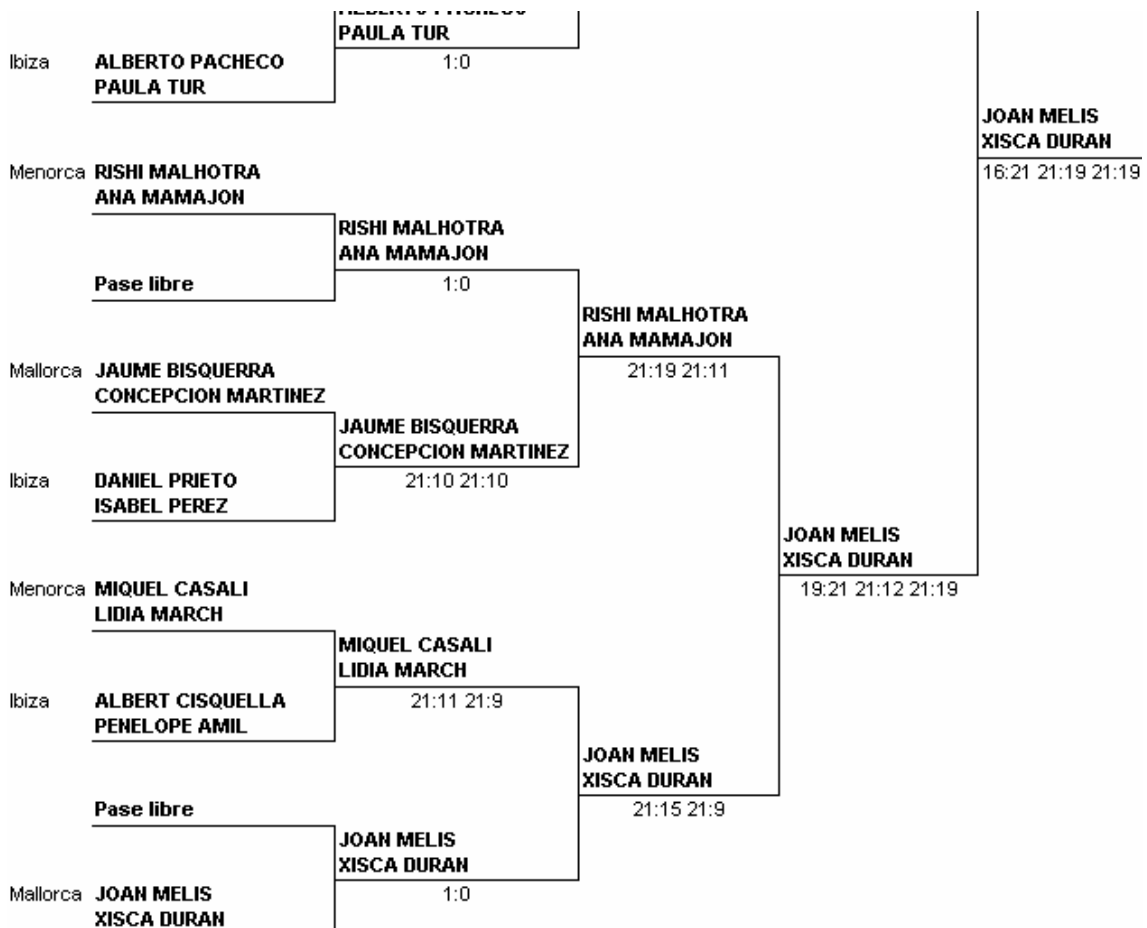 PAULA TUR
Ibiza ALBERTO PACHECO 1:0
PAULA TUR
JOAN MELIS
XISCA DURAN
Menorca RISHI MALHOTRA 16:21 21:19 21:19
ANA MAMAJON
RISHI MALHOTRA
ANA MAMAJON
Pase libre 1:0
RISHI MALHOTRA
ANA MAMAJON
Mallorca JAUME BISQUERRA 21:19 21:11
CONCEPCION MARTINEZ
JAUME BISQUERRA
CONCEPCION MARTINEZ
Ibiza DANIEL PRIETO 21:10 21:10
ISABEL PEREZ
JOAN MELIS
XISCA DURAN
Menorca MIQUEL CASALI 19:21 21:12 21:19
LIDIA MARCH
MIQUEL CASALI
LIDIA MARCH
Ibiza ALBERT CISQUELLA 21:11 21:9
PENELOPE AMIL
JOAN MELIS
XISCA DURAN
Pase libre 21:15 21:9
JOAN MELIS
XISCA DURAN
Mallorca JOAN MELIS 1:0
XISCA DURAN